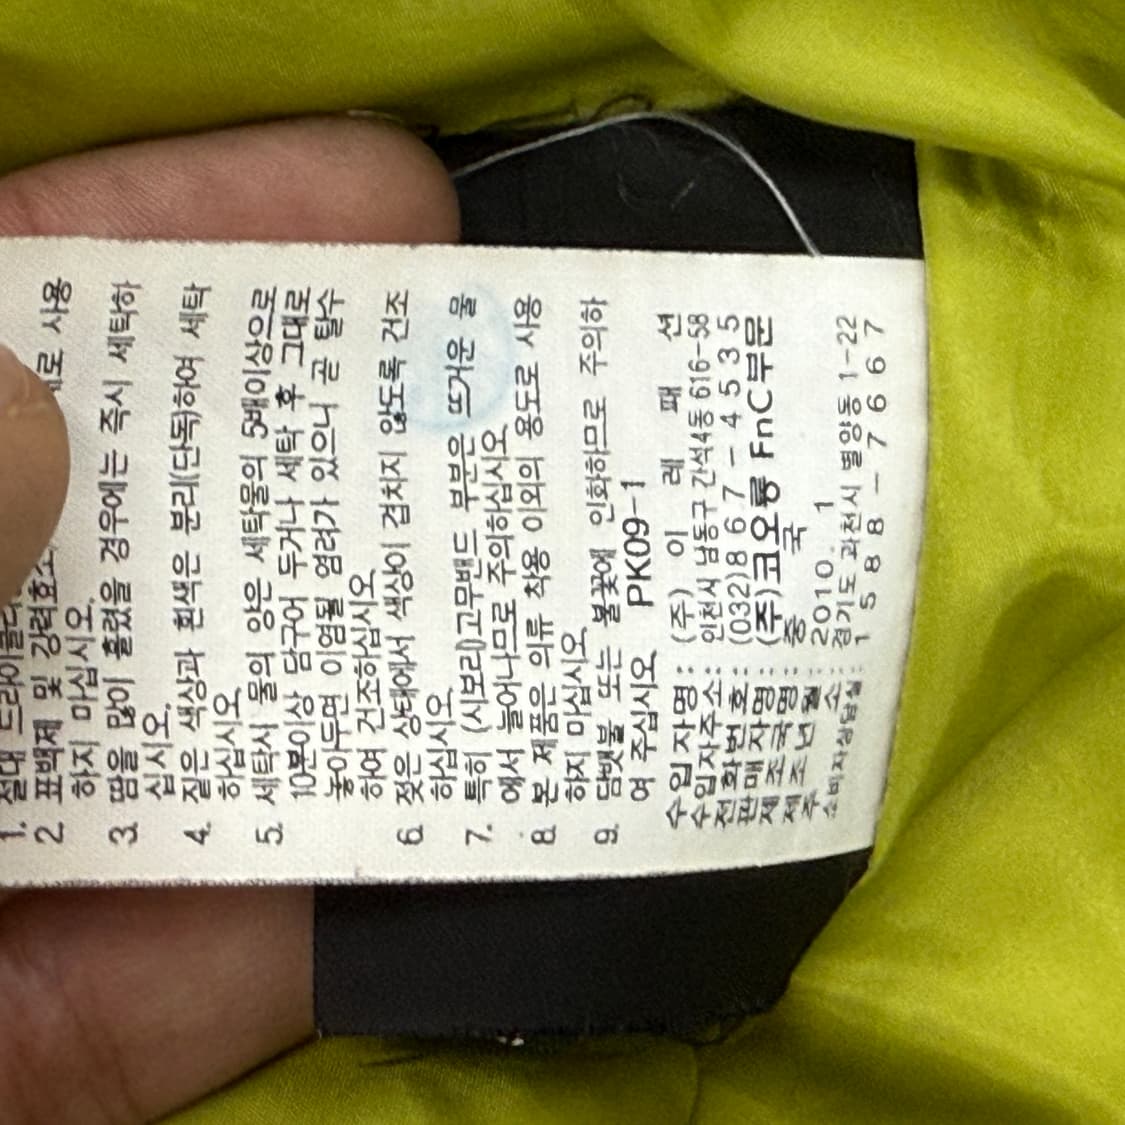 1. 절대 드라이클리
2. 표백제 및 강력효소 로 사용
하지 마십시오.
3. 땀을 많이 흘렸을 경우에는 즉시 세탁하
십시오.
4. 짙은 색상과 흰색은 분리(단독)하여 세탁
하십시오.
5. 세탁시 물의 양은 세탁물의 5배이상으로
10분이상 담구어 두거나 세탁 후 그대로
놓아두면 이염될 염려가 있으니 곧 탈수
하여 건조하십시오.
6. 젖은 상태에서 색상이 겹치지 않도록 건조
하십시오.
7. 특히 (시보리)고무밴드 부분은 뜨거운 물
에서 늘어나므로 주의하십시오.
8. 본 제품은 의류 착용 이외의 용도로 사용
하지 마십시오.
9. 담뱃불 또는 불꽃에 인화하므로 주의하
여 주십시오.
PK09-1
수입자명: (주) 이 레 패 션
수입자주소: 인천시 남동구 간석4동 616-58
전화번호: (032)867-4535
판매자명: (주)코오롱 FnC부문
제조국명: 중 국
제조년월: 2010. 1
주 소: 경기도 과천시 별양동 1-22
소비자상담실: 1588-7667